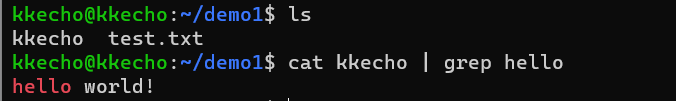 kkecho@kkecho:~/demo1$ ls
kkecho  test.txt
kkecho@kkecho:~/demo1$ cat kkecho | grep hello
hello world!